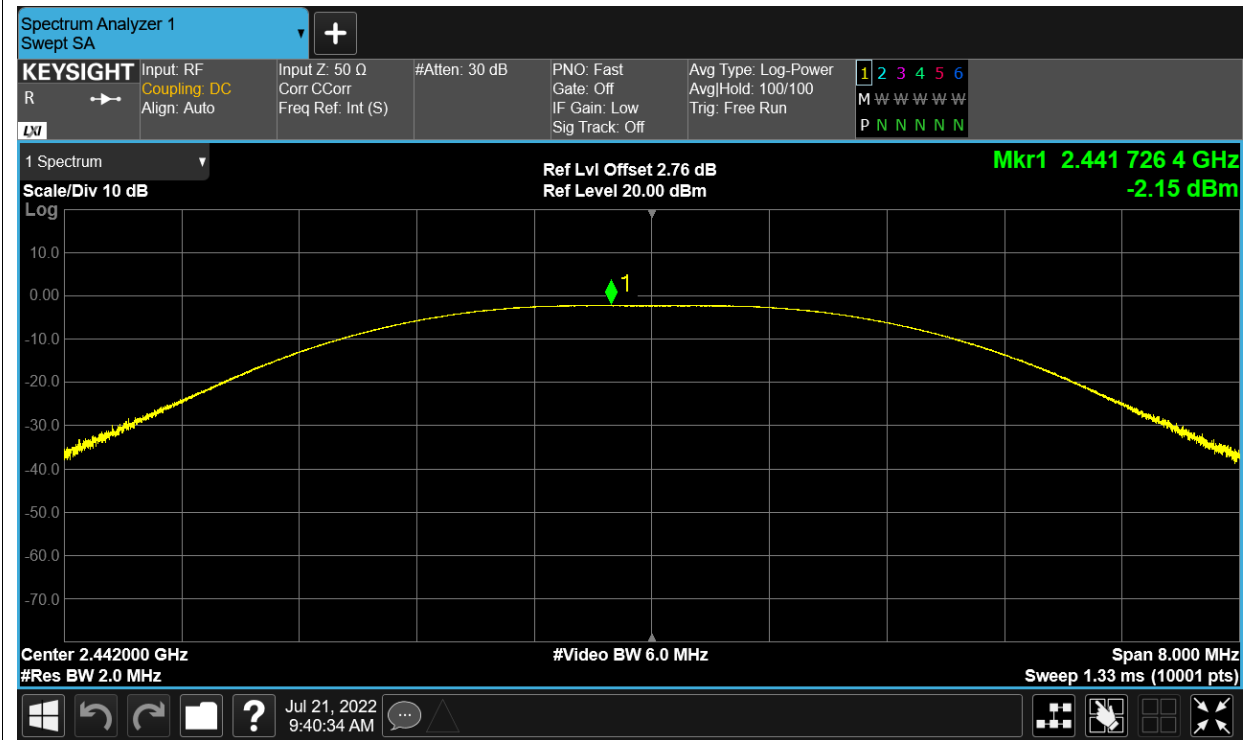 Spectrum Analyzer 1
Swept SA
+
KEYSIGHT
R
LXI
Input: RF
Coupling: DC
Align: Auto
Input Z: 50 Ω
Corr CCorr
Freq Ref: Int (S)
#Atten: 30 dB
PNO: Fast
Gate: Off
IF Gain: Low
Sig Track: Off
Avg Type: Log-Power
Avg|Hold: 100/100
Trig: Free Run
1 2 3 4 5 6
M W W W W W
P N N N N N
1 Spectrum
Scale/Div 10 dB
Log
Ref Lvl Offset 2.76 dB
Ref Level 20.00 dBm
Mkr1 2.441 726 4 GHz
-2.15 dBm
10.0
0.00
-10.0
-20.0
-30.0
-40.0
-50.0
-60.0
-70.0
1
Center 2.442000 GHz
#Res BW 2.0 MHz
#Video BW 6.0 MHz
Span 8.000 MHz
Sweep 1.33 ms (10001 pts)
?
Jul 21, 2022
9:40:34 AM